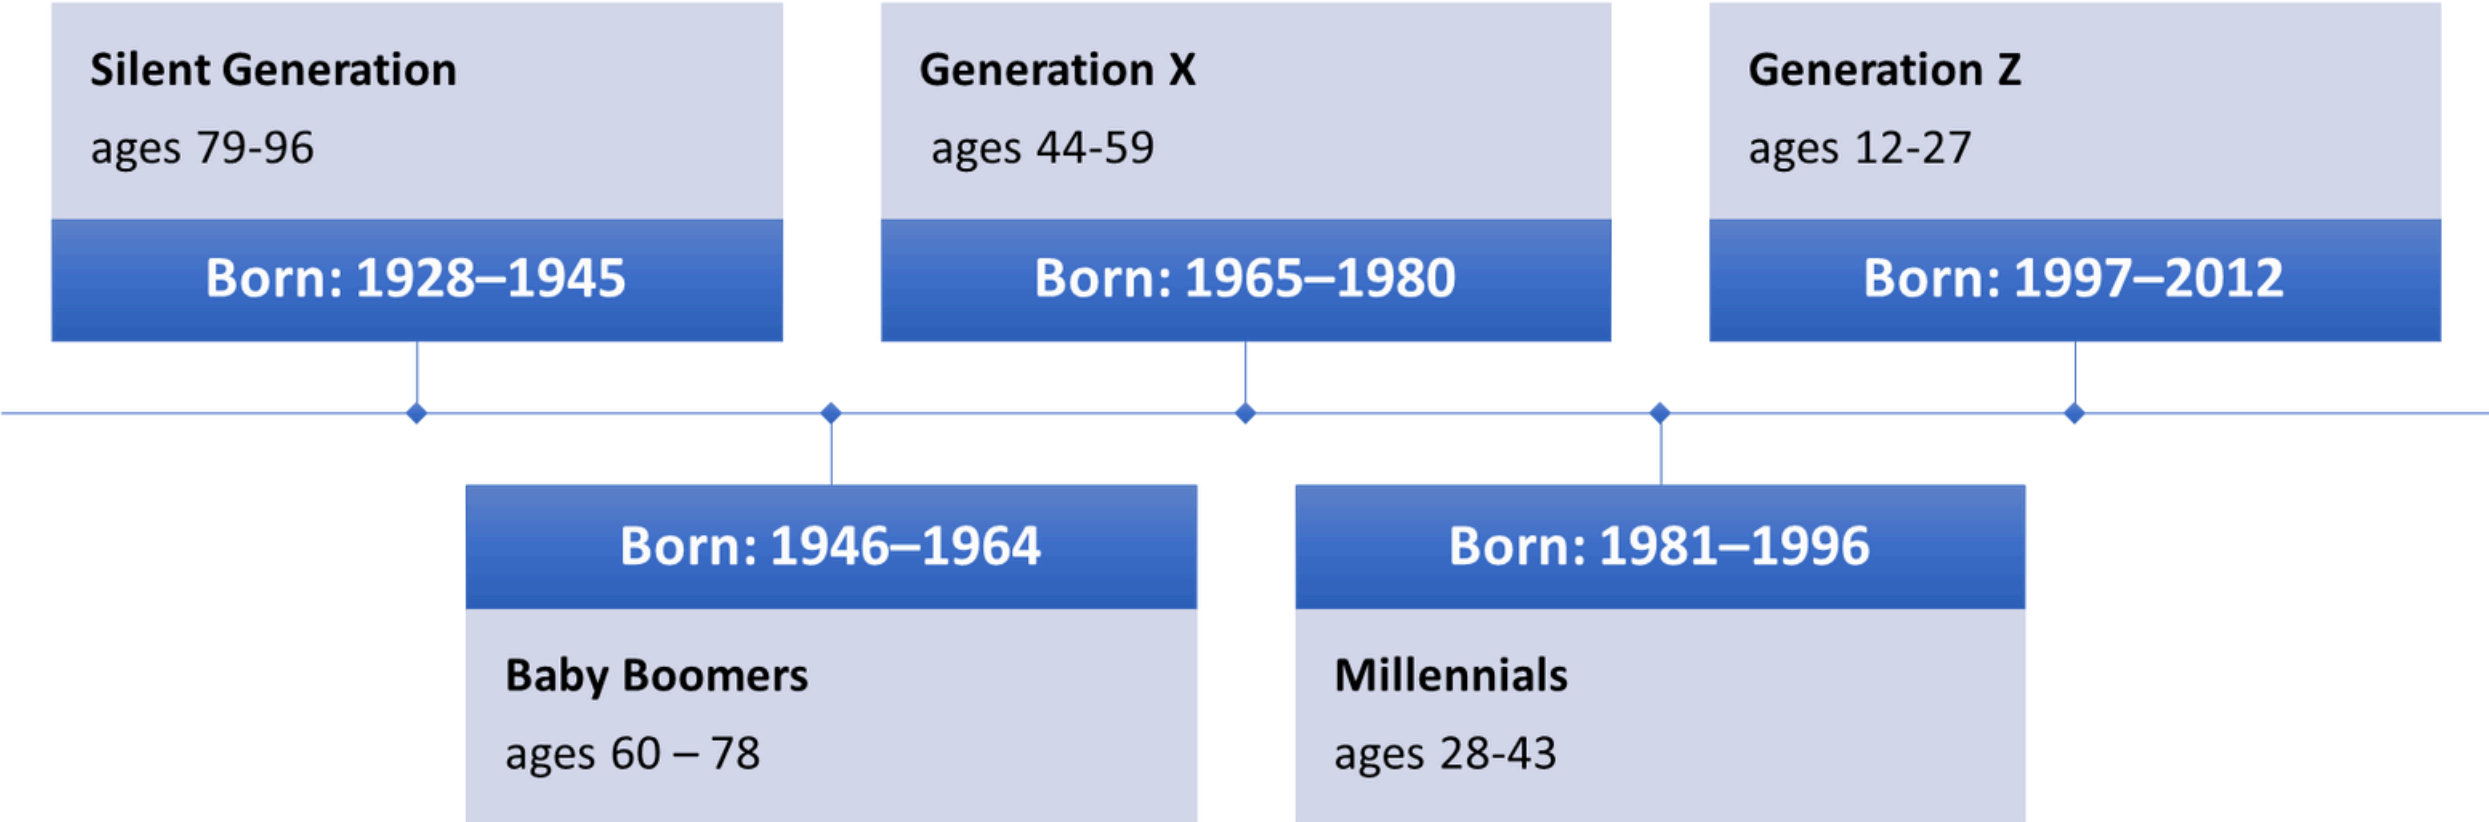 Silent Generation
ages 79-96
Born: 1928–1945
Born: 1946–1964
Baby Boomers
ages 60 – 78
Generation X
ages 44-59
Born: 1965–1980
Born: 1981–1996
Millennials
ages 28-43
Generation Z
ages 12-27
Born: 1997–2012